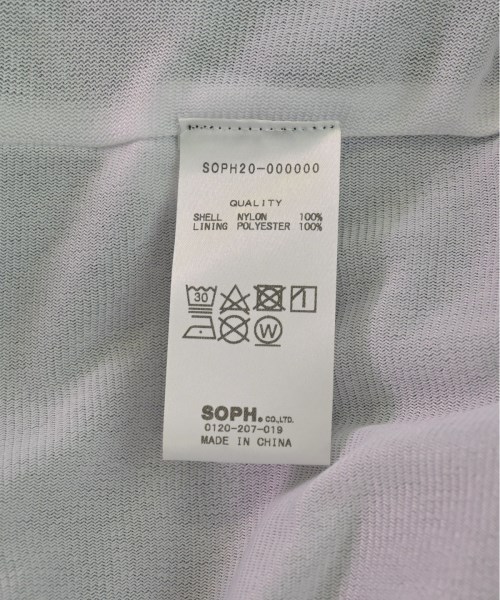 SOPH20-000000
QUALITY
SHELL NYLON 100%
LINING POLYESTER 100%
30
W
SOPH. CO.,LTD.
0120-207-019
MADE IN CHINA